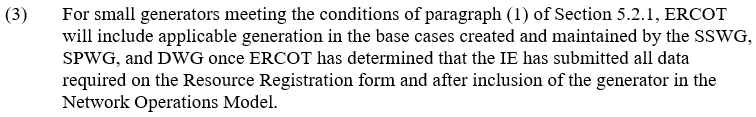 (3) For small generators meeting the conditions of paragraph (1) of Section 5.2.1, ERCOT
will include applicable generation in the base cases created and maintained by the SSWG,
SPWG, and DWG once ERCOT has determined that the IE has submitted all data
required on the Resource Registration form and after inclusion of the generator in the
Network Operations Model.